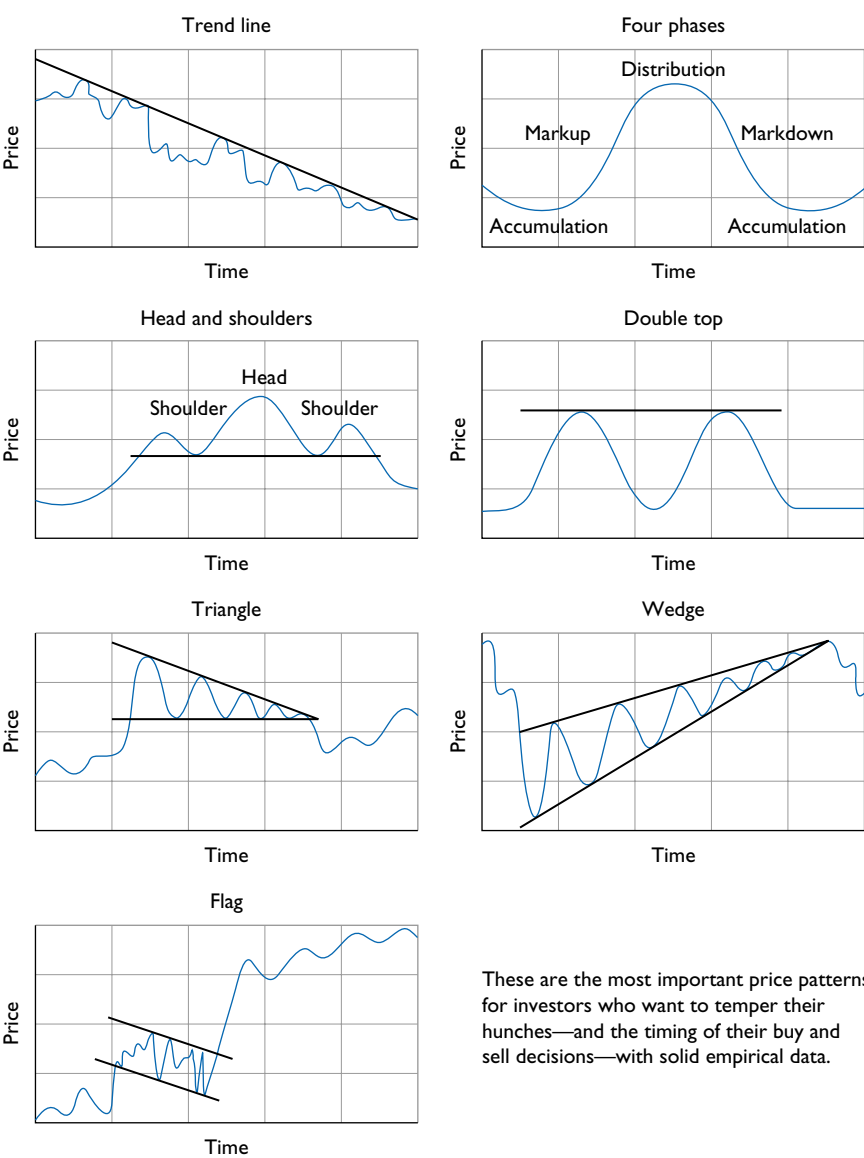 Trend line
Price
Time
Four phases
Distribution
Markup
Markdown
Accumulation
Accumulation
Price
Time
Head and shoulders
Head
Shoulder
Shoulder
Price
Time
Double top
Price
Time
Triangle
Price
Time
Wedge
Price
Time
Flag
Price
Time
These are the most important price patterns
for investors who want to temper their
hunches—and the timing of their buy and
sell decisions—with solid empirical data.